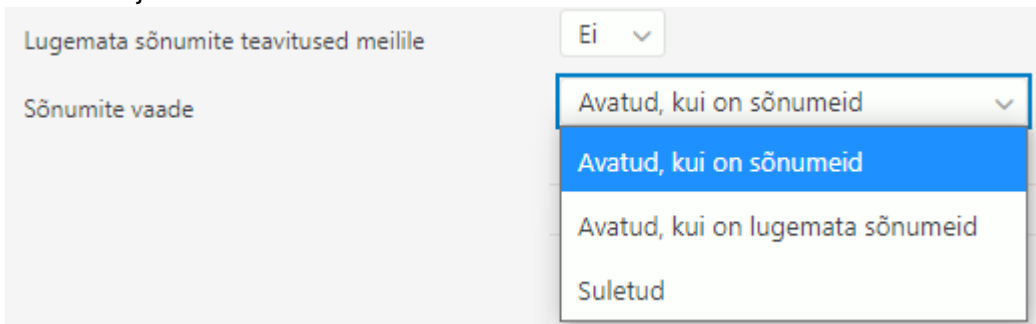 Lugemata sõnumite teavitused meilile
Ei
Sõnumite vaade
Avatud, kui on sõnumeid
Avatud, kui on sõnumeid
Avatud, kui on lugemata sõnumeid
Suletud